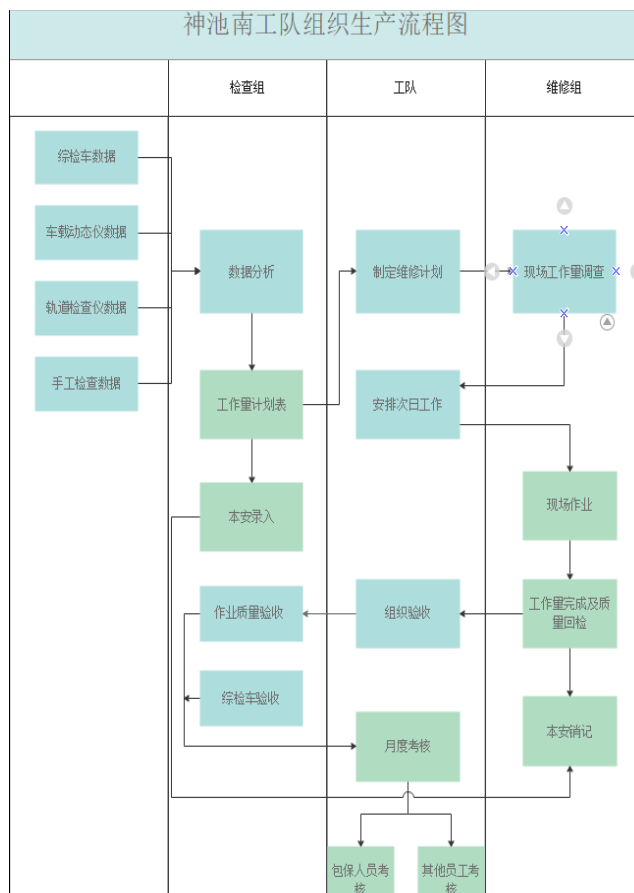 神池南工队组织生产流程图
检查组
工队
维修组
综检车数据
车载动态仪数据
数据分析
制定维修计划
现场工作量调查
轨道检查仪数据
手工检查数据
工作量计划表
安排次日工作
本安录入
现场作业
作业质量验收
组织验收
工作量完成及质
量回检
综检车验收
月度考核
本安销记
包保人员考
核
其他员工考
核